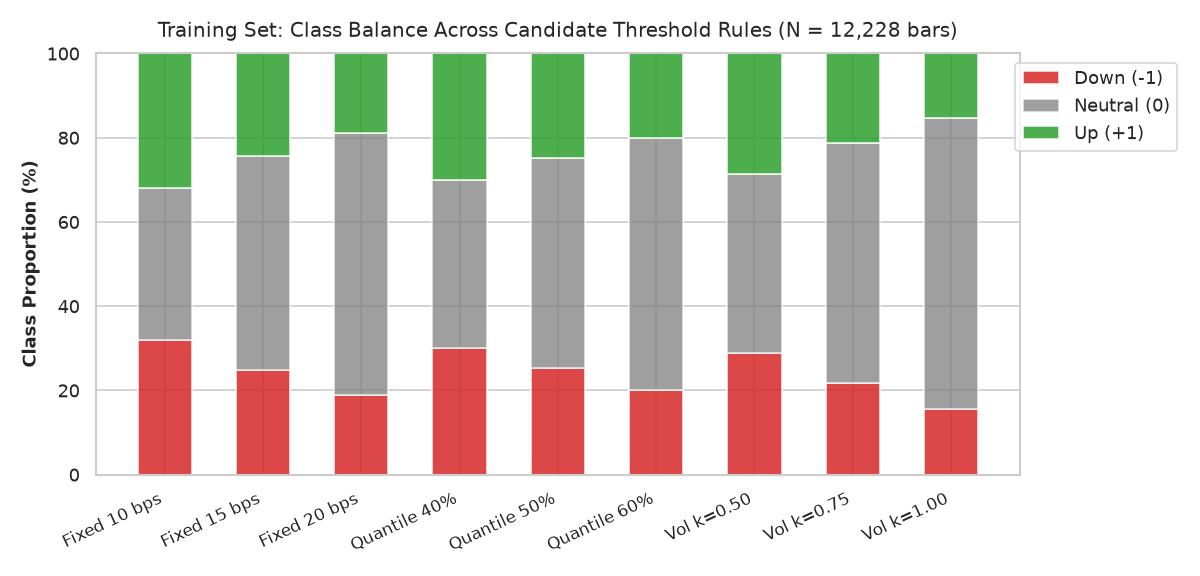 Training Set: Class Balance Across Candidate Threshold Rules (N = 12,228 bars)
Class Proportion (%)
100
80
60
40
20
0
Down (-1)
Neutral (0)
Up (+1)
Fixed 10 bps
Fixed 15 bps
Fixed 20 bps
Quantile 40%
Quantile 50%
Quantile 60%
Vol k=0.50
Vol k=0.75
Vol k=1.00